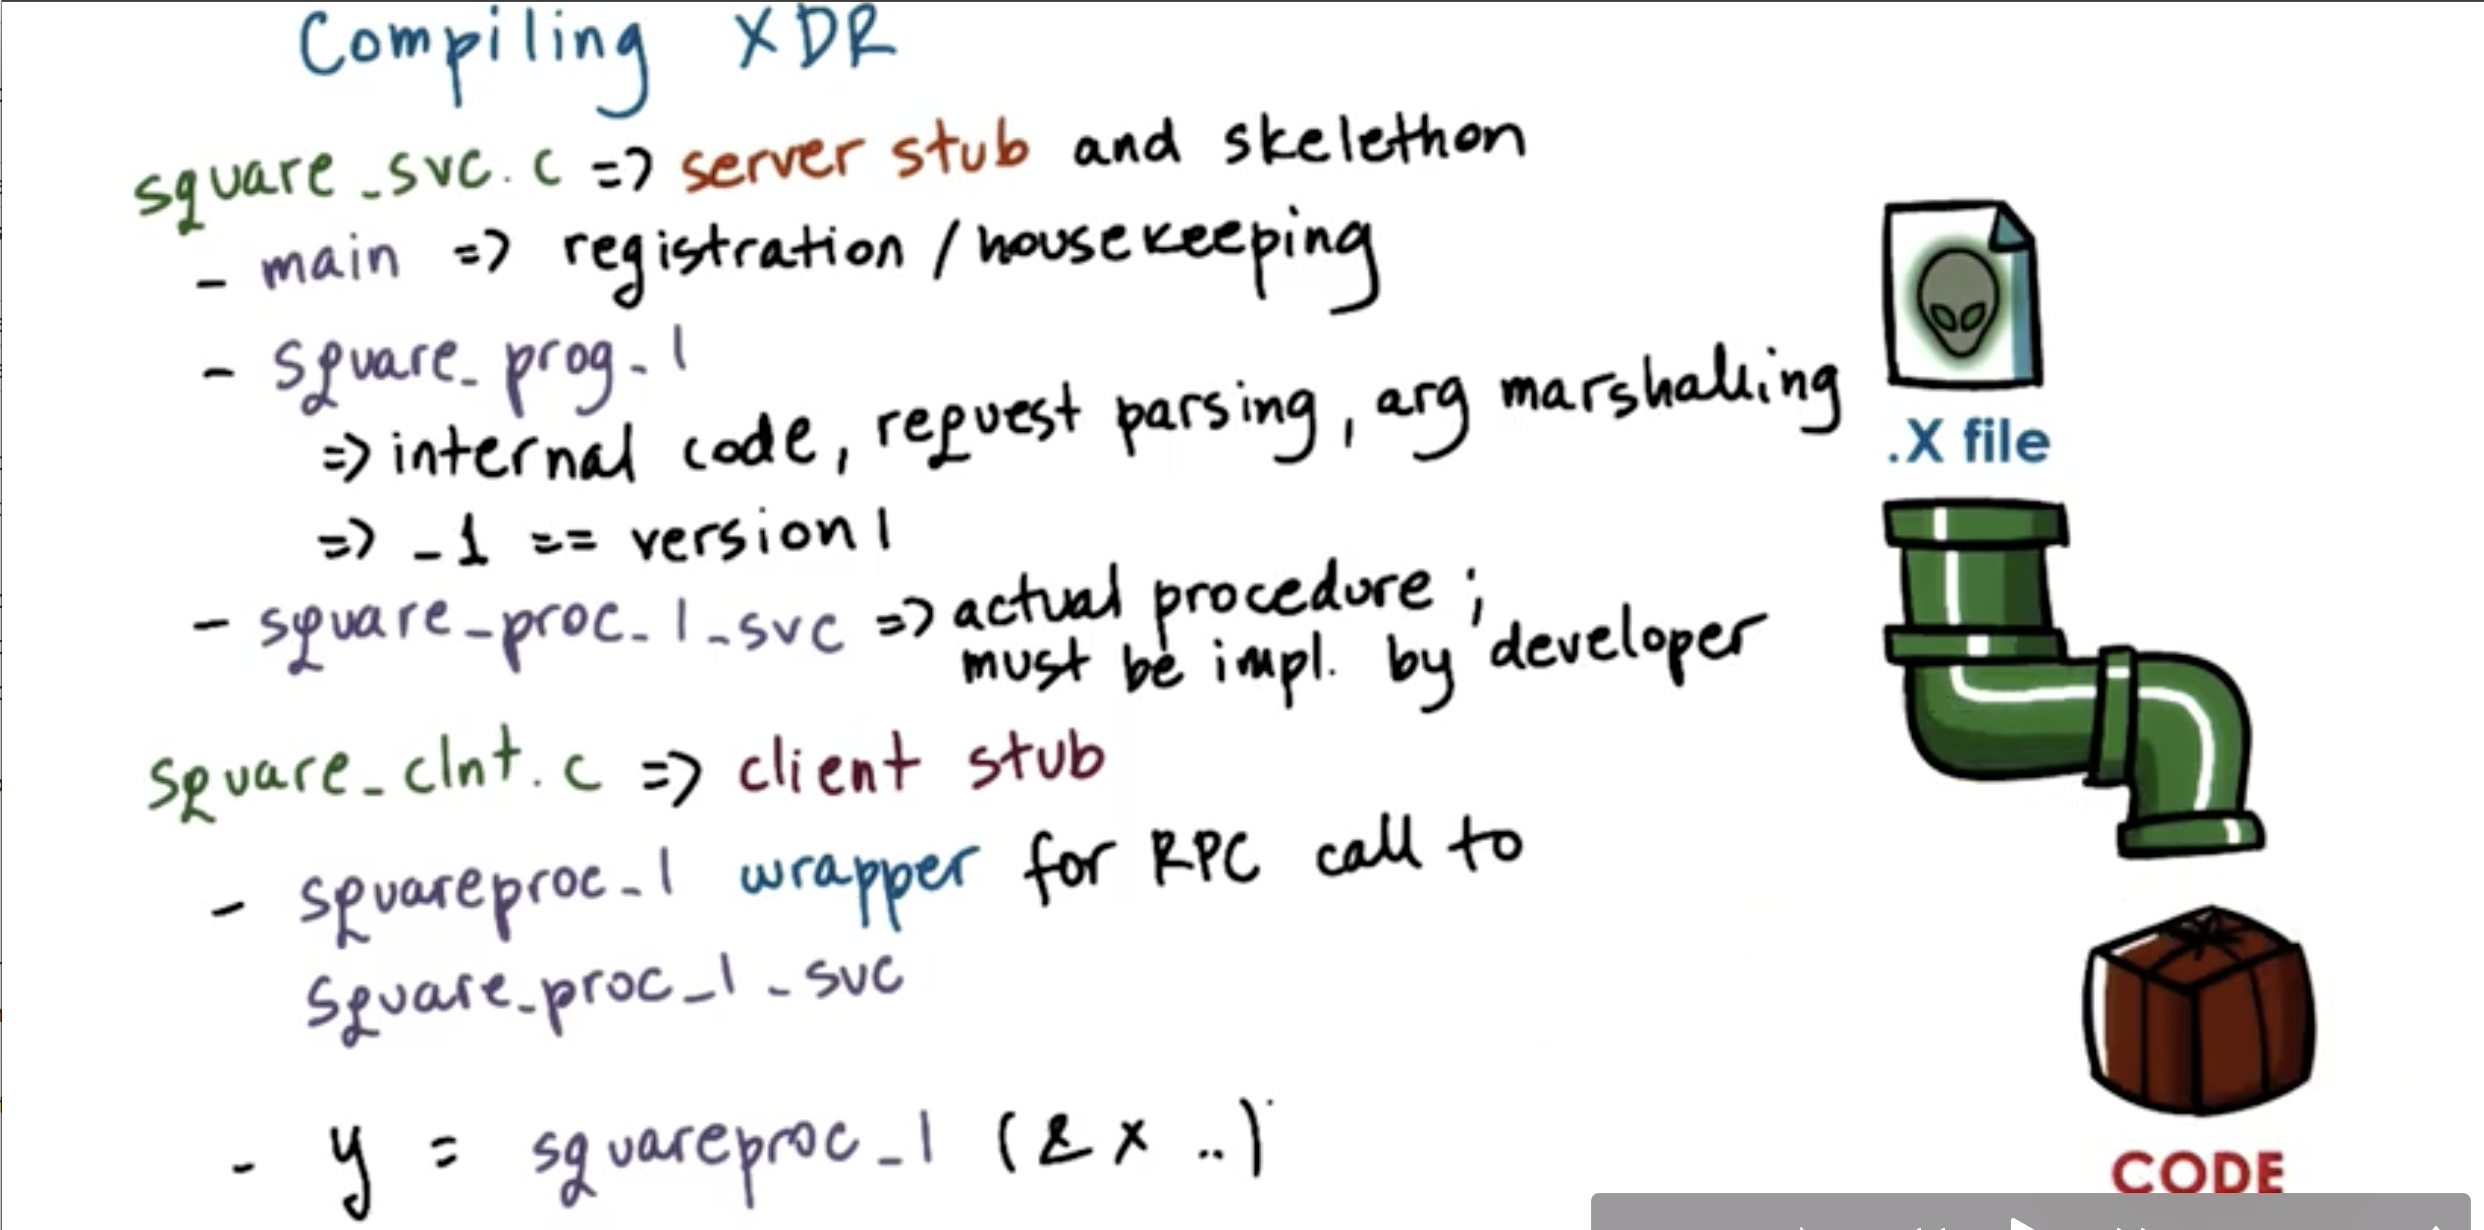 Compiling XDR
square_svc.c => server stub and skelethon
- main => registration / housekeeping
- square_prog_1
=> internal code, request parsing, arg marshalling
=> _1 == version 1
- square_proc_1_svc => actual procedure;
must be impl. by developer
square_clnt.c => client stub
- squareproc_1 wrapper for RPC call to
square_proc_1_svc
- y = squareproc_1 (& x ..)
.X file
CODE